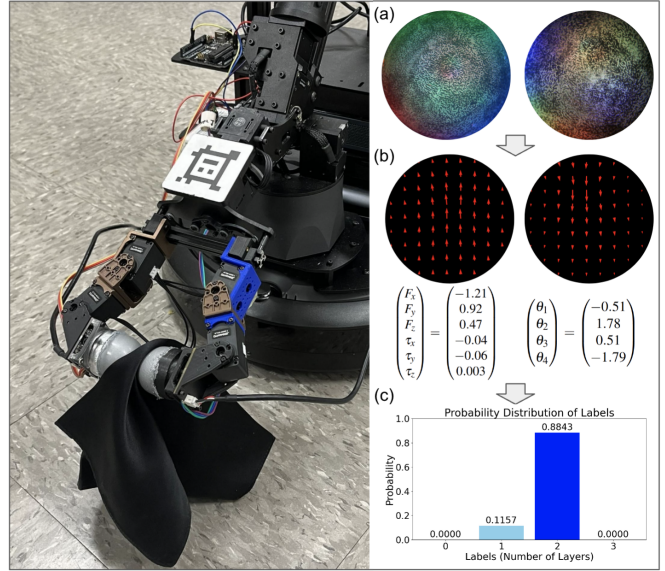 (a)
(b)
F_x
F_y
F_z
τ_x
τ_y
τ_z
=
−1.21
0.92
0.47
−0.04
−0.06
0.003
θ_1
θ_2
θ_3
θ_4
=
−0.51
1.78
0.51
−1.79
(c)
Probability Distribution of Labels
Probability
1.0
0.8
0.6
0.4
0.2
0.0
0.0000
0.1157
0.8843
0.0000
0 1 2 3
Labels (Number of Layers)